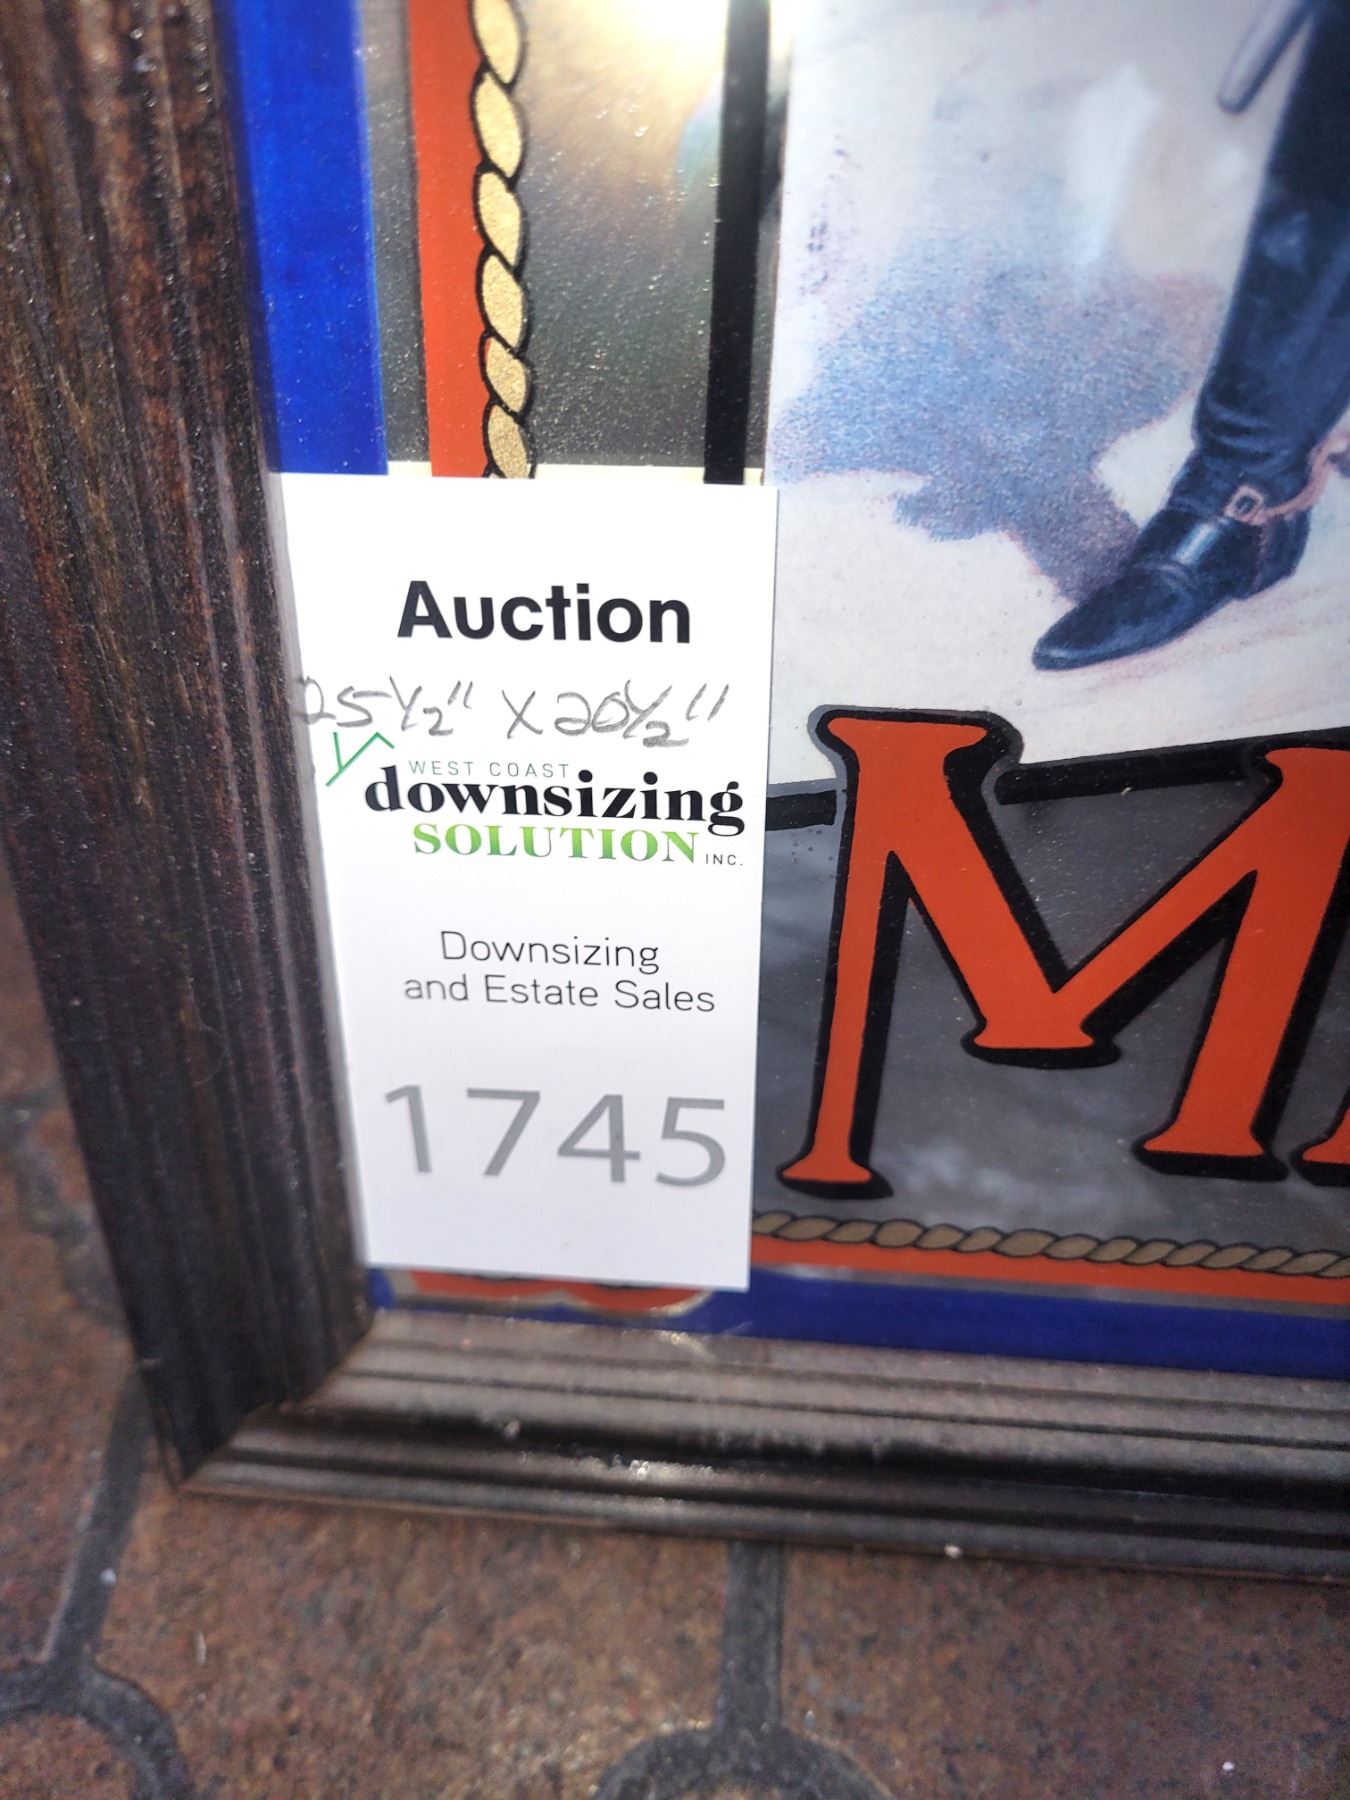 Auction
25½" X 20½"
WEST COAST
downsizing
SOLUTION INC.
Downsizing
and Estate Sales
1745
M